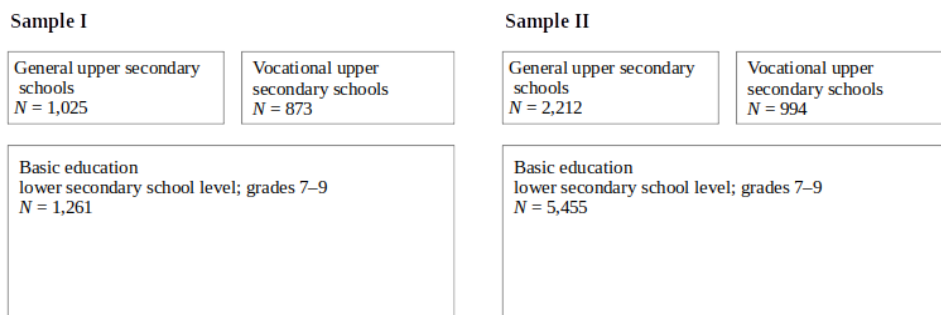 Sample I
General upper secondary
schools
N = 1,025
Vocational upper
secondary schools
N = 873
Basic education
lower secondary school level; grades 7–9
N = 1,261
Sample II
General upper secondary
schools
N = 2,212
Vocational upper
secondary schools
N = 994
Basic education
lower secondary school level; grades 7–9
N = 5,455